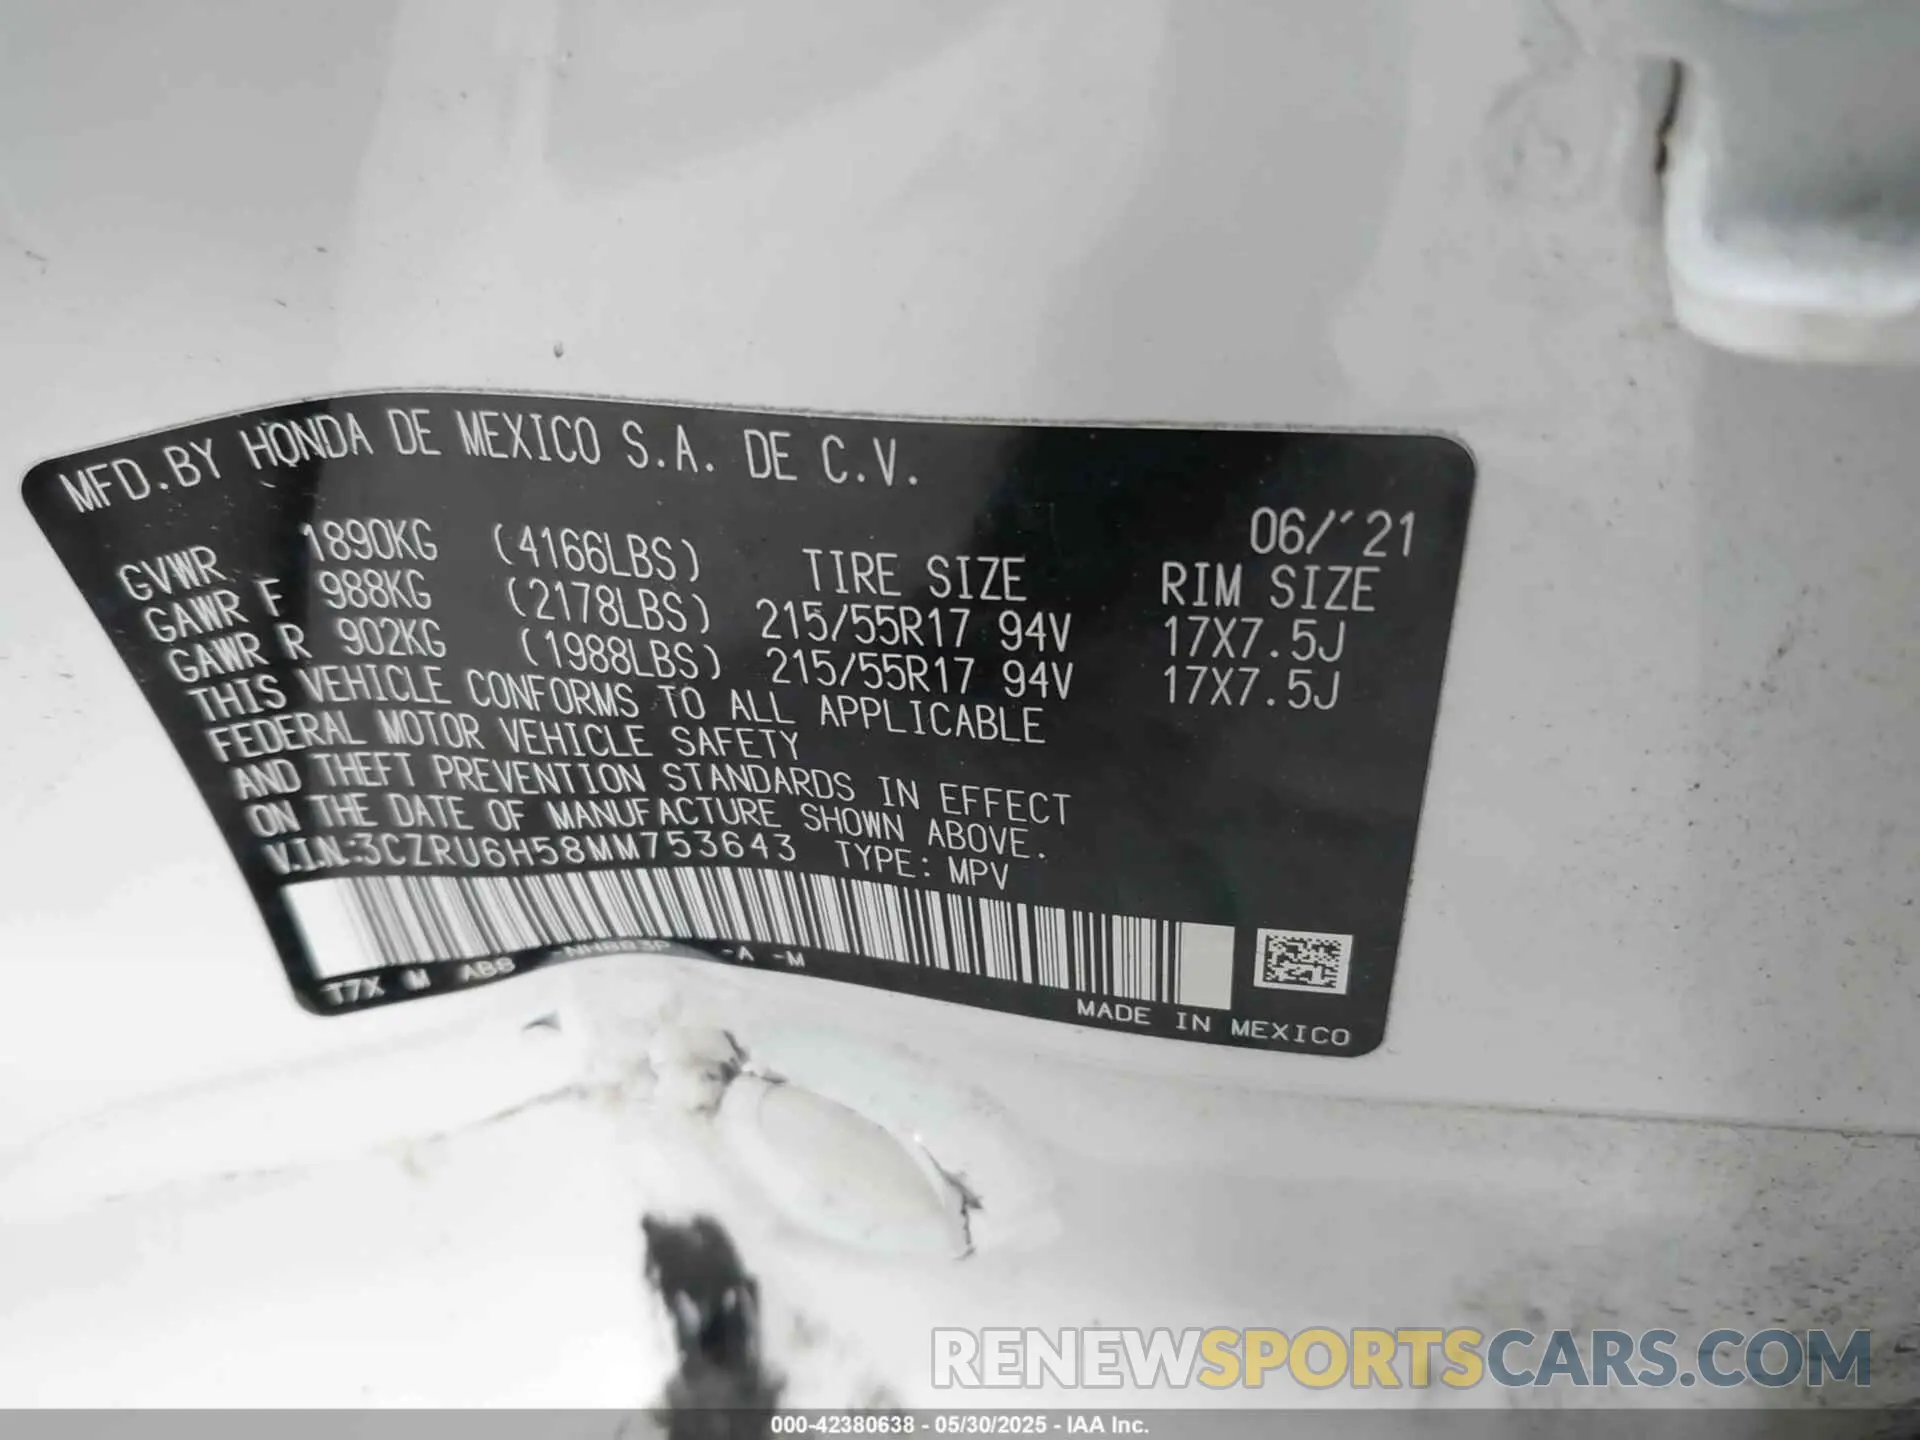 MFD.BY HONDA DE MEXICO S.A. DE C.V.
06/'21
GVWR 1890KG (4166LBS) TIRE SIZE RIM SIZE
GAWR F 988KG (2178LBS) 215/55R17 94V 17X7.5J
GAWR R 902KG (1988LBS) 215/55R17 94V 17X7.5J
THIS VEHICLE CONFORMS TO ALL APPLICABLE
FEDERAL MOTOR VEHICLE SAFETY
AND THEFT PREVENTION STANDARDS IN EFFECT
ON THE DATE OF MANUFACTURE SHOWN ABOVE.
V.I.N:3CZRU6H58MM753643 TYPE: MPV
T7X M ABS -A -M
MADE IN MEXICO
RENEWSPORTSCARS.COM
000-42380638 - 05/30/2025 - IAA Inc.